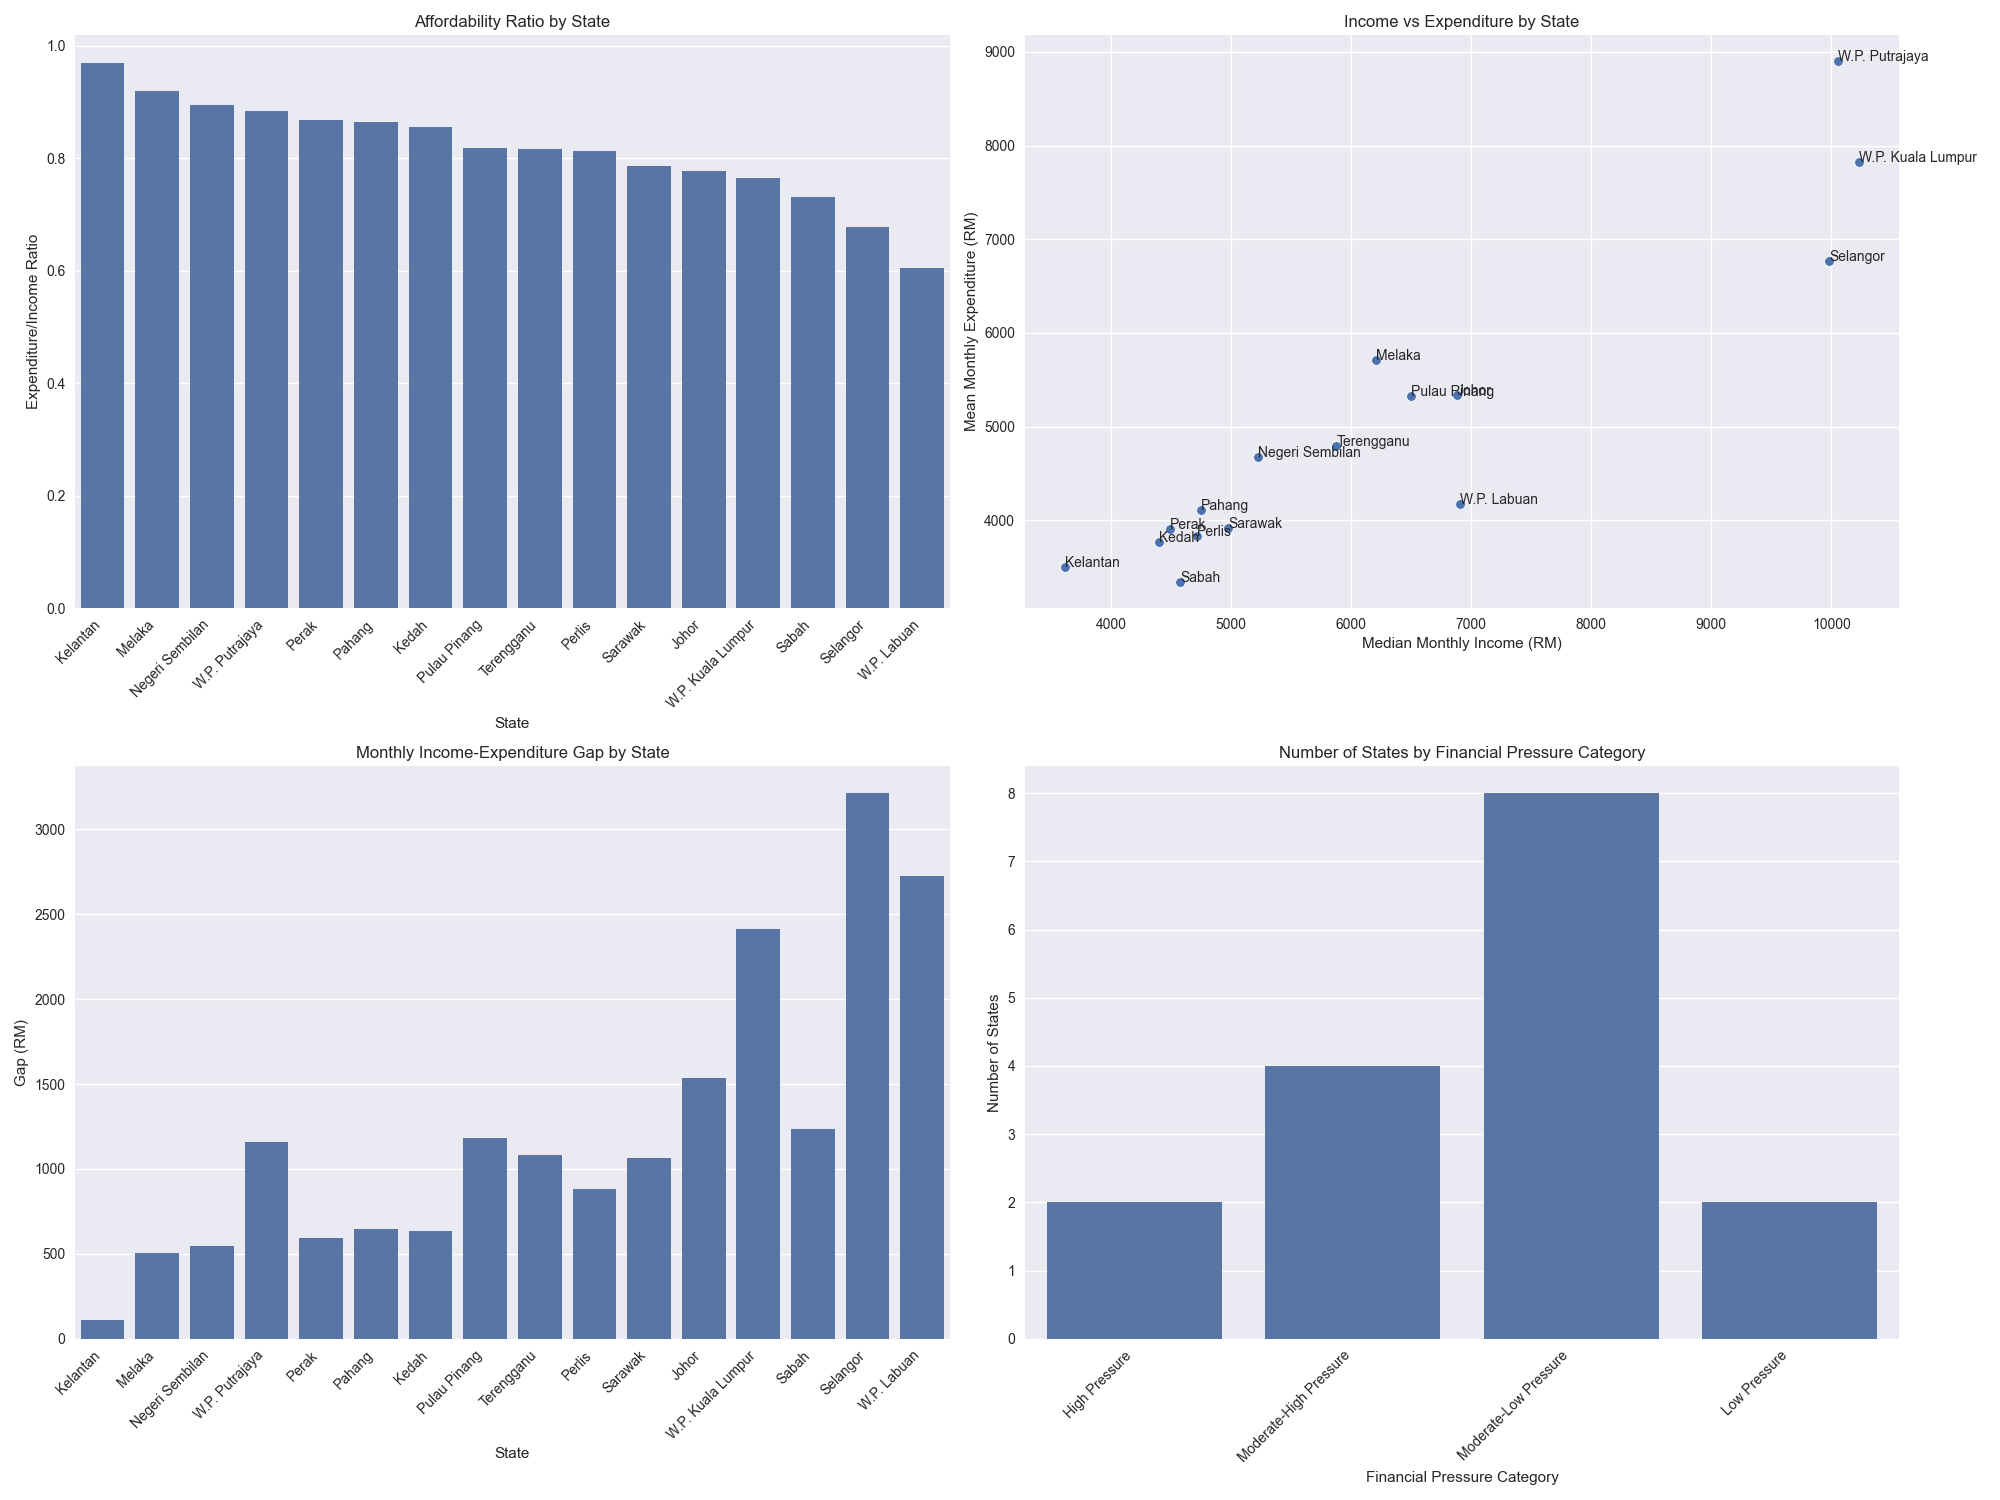 Affordability Ratio by State
Expenditure/Income Ratio
1.0
0.8
0.6
0.4
0.2
0.0
Kelantan
Melaka
Negeri Sembilan
W.P. Putrajaya
Perak
Pahang
Kedah
Pulau Pinang
Terengganu
Perlis
Sarawak
Johor
W.P. Kuala Lumpur
Sabah
Selangor
W.P. Labuan
State
Income vs Expenditure by State
Mean Monthly Expenditure (RM)
9000
8000
7000
6000
5000
4000
W.P. Putrajaya
W.P. Kuala Lumpur
Selangor
Melaka
Pulau Pinang
Johor
Terengganu
Negeri Sembilan
W.P. Labuan
Pahang
Perak
Sarawak
Perlis
Kedah
Kelantan
Sabah
4000
5000
6000
7000
8000
9000
10000
Median Monthly Income (RM)
Monthly Income-Expenditure Gap by State
Gap (RM)
3000
2500
2000
1500
1000
500
0
Kelantan
Melaka
Negeri Sembilan
W.P. Putrajaya
Perak
Pahang
Kedah
Pulau Pinang
Terengganu
Perlis
Sarawak
Johor
W.P. Kuala Lumpur
Sabah
Selangor
W.P. Labuan
State
Number of States by Financial Pressure Category
Number of States
8
7
6
5
4
3
2
1
0
High Pressure
Moderate-High Pressure
Moderate-Low Pressure
Low Pressure
Financial Pressure Category